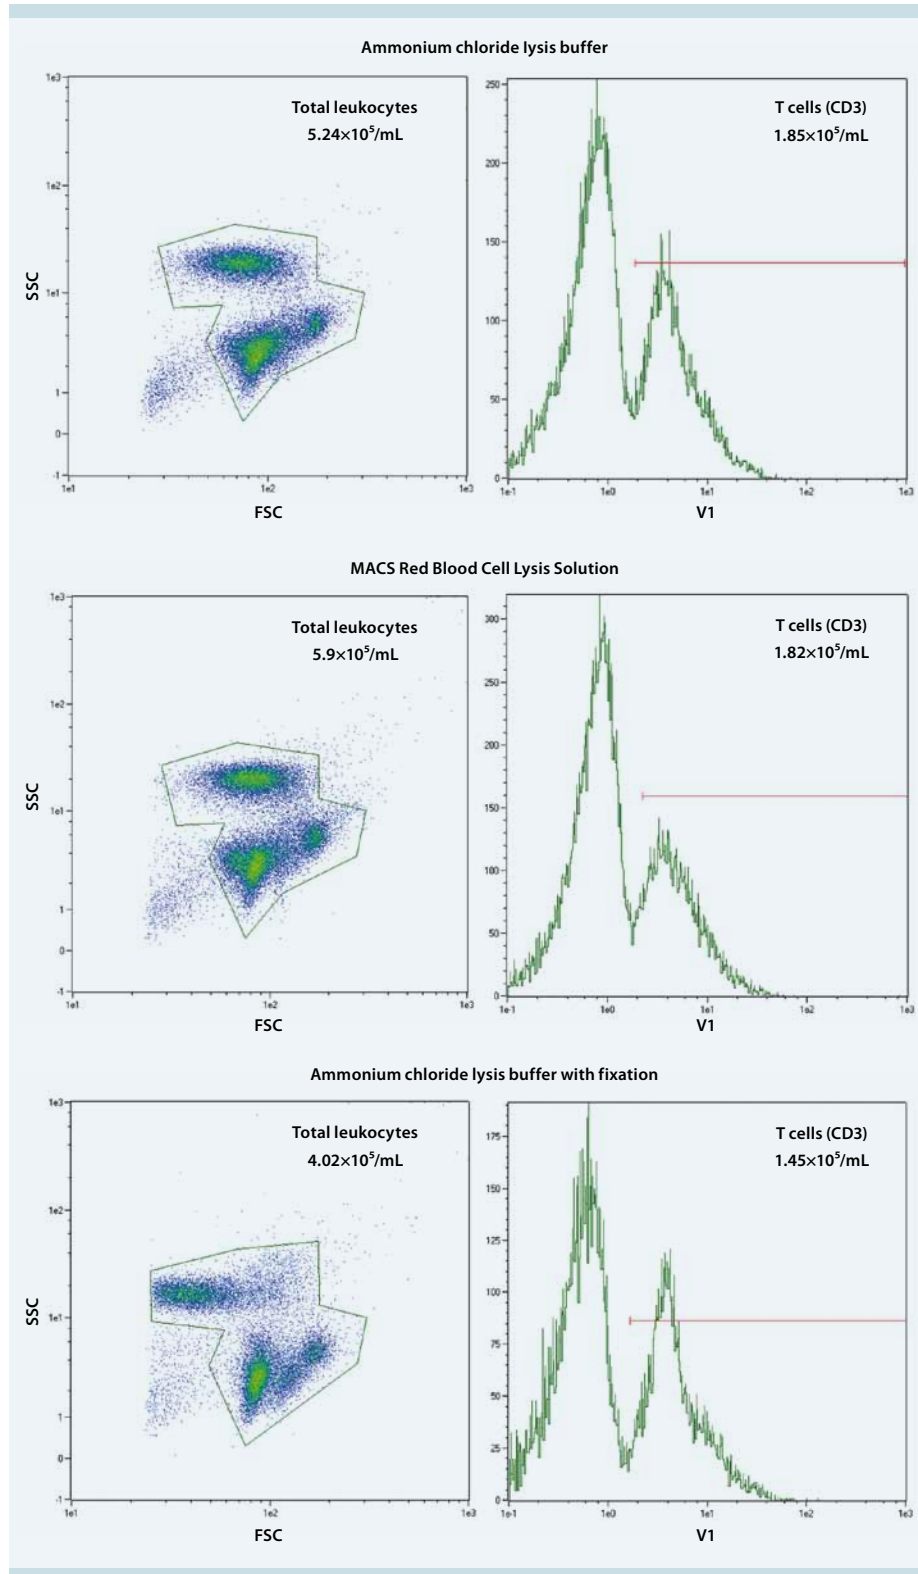 Ammonium chloride lysis buffer
1e3
1e2
1e1
1
0
-1
1e1
1e2
1e3
SSC
FSC
Total leukocytes
5.24×10⁵/mL
250
200
150
100
50
0
1e-1
1e0
1e1
1e2
1e3
V1
T cells (CD3)
1.85×10⁵/mL
MACS Red Blood Cell Lysis Solution
1e3
1e2
1e1
1
0
-1
1e1
1e2
1e3
SSC
FSC
Total leukocytes
5.9×10⁵/mL
300
250
200
150
100
50
0
1e-1
1e0
1e1
1e2
1e3
V1
T cells (CD3)
1.82×10⁵/mL
Ammonium chloride lysis buffer with fixation
1e3
1e2
1e1
1
0
-1
1e1
1e2
1e3
SSC
FSC
Total leukocytes
4.02×10⁵/mL
175
150
125
100
75
50
25
0
1e-1
1e0
1e1
1e2
1e3
V1
T cells (CD3)
1.45×10⁵/mL